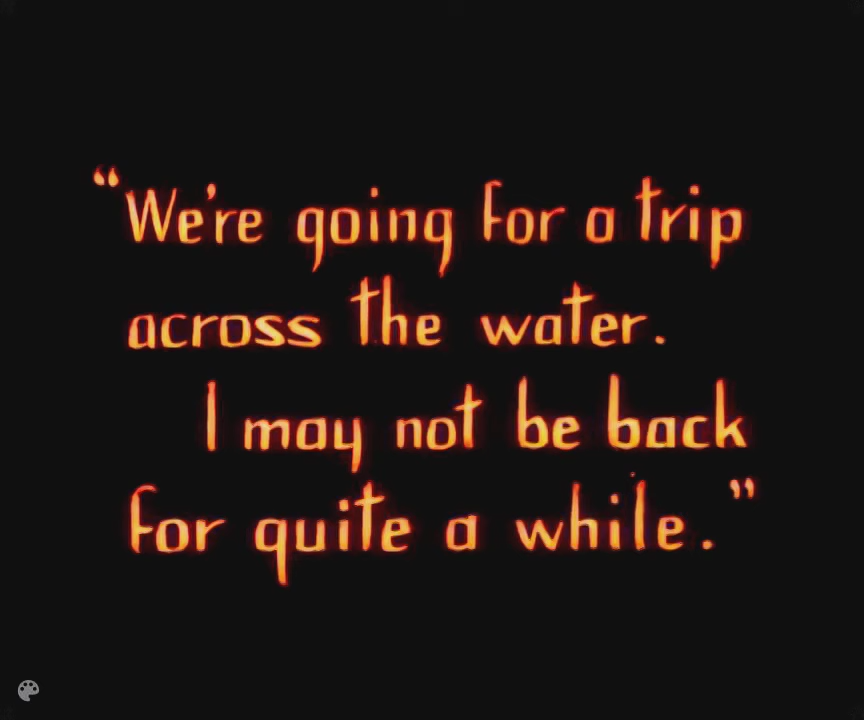 “We're going for a trip
across the water.
I may not be back
for quite a while.”